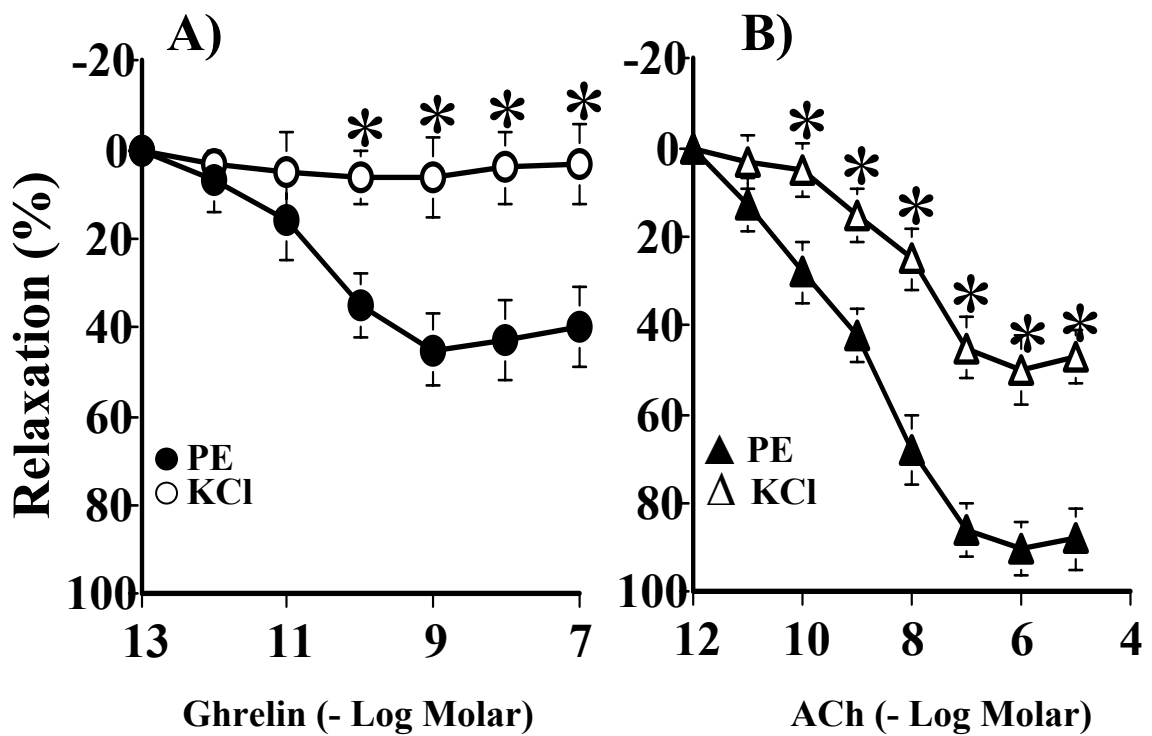 A)
-20
0
20
40
60
80
100
Relaxation (%)
* * * *
PE
KCl
13 11 9 7
Ghrelin (- Log Molar)
B)
-20
0
20
40
60
80
100
* * * * * *
PE
KCl
12 10 8 6 4
ACh (- Log Molar)